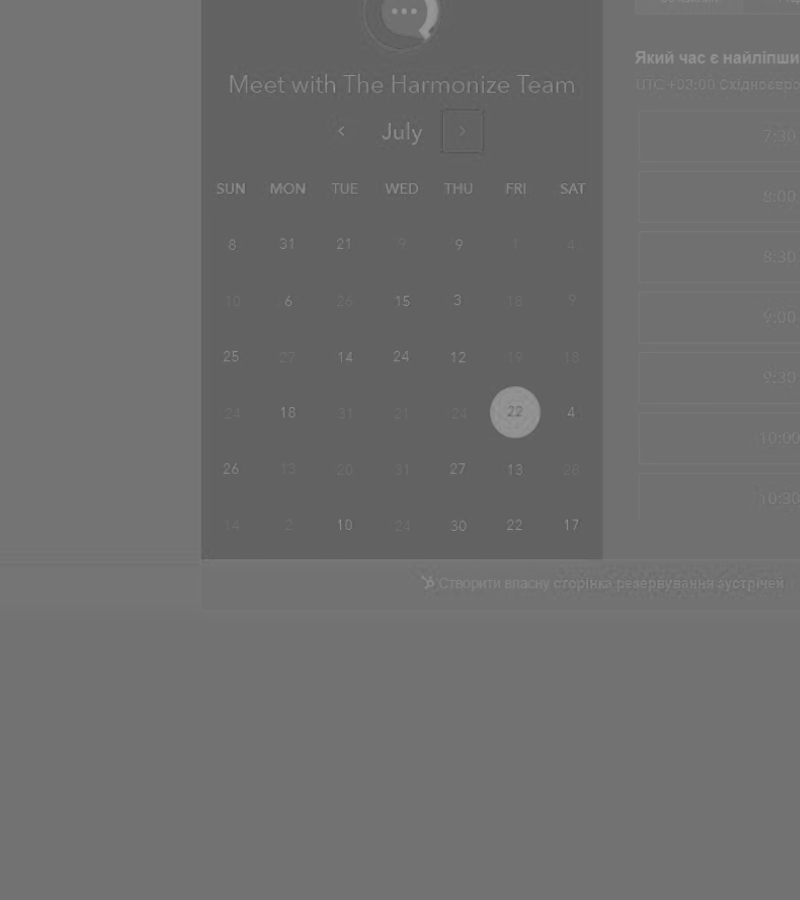 Meet with The Harmonize Team
July
SUN MON TUE WED THU FRI SAT
8 31 21 9 9 1 4
10 6 26 15 3 18 9
25 27 14 24 12 19 18
24 18 31 21 24 22 4
26 13 20 31 27 13 28
14 2 10 24 30 22 17
Створити власну сторінка резервування зустрічей
Який час є найліпши
UTC +03:00 Східноєвро
7:30
8:00
8:30
9:00
9:30
10:00
10:30